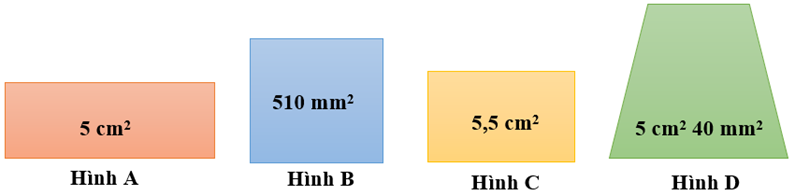 5 cm²
510 mm²
5,5 cm²
5 cm² 40 mm²
Hình A
Hình B
Hình C
Hình D